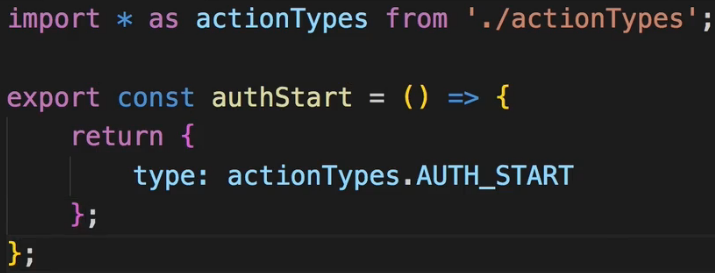 import * as actionTypes from './actionTypes';
export const authStart = () => {
return {
type: actionTypes.AUTH_START
};
};